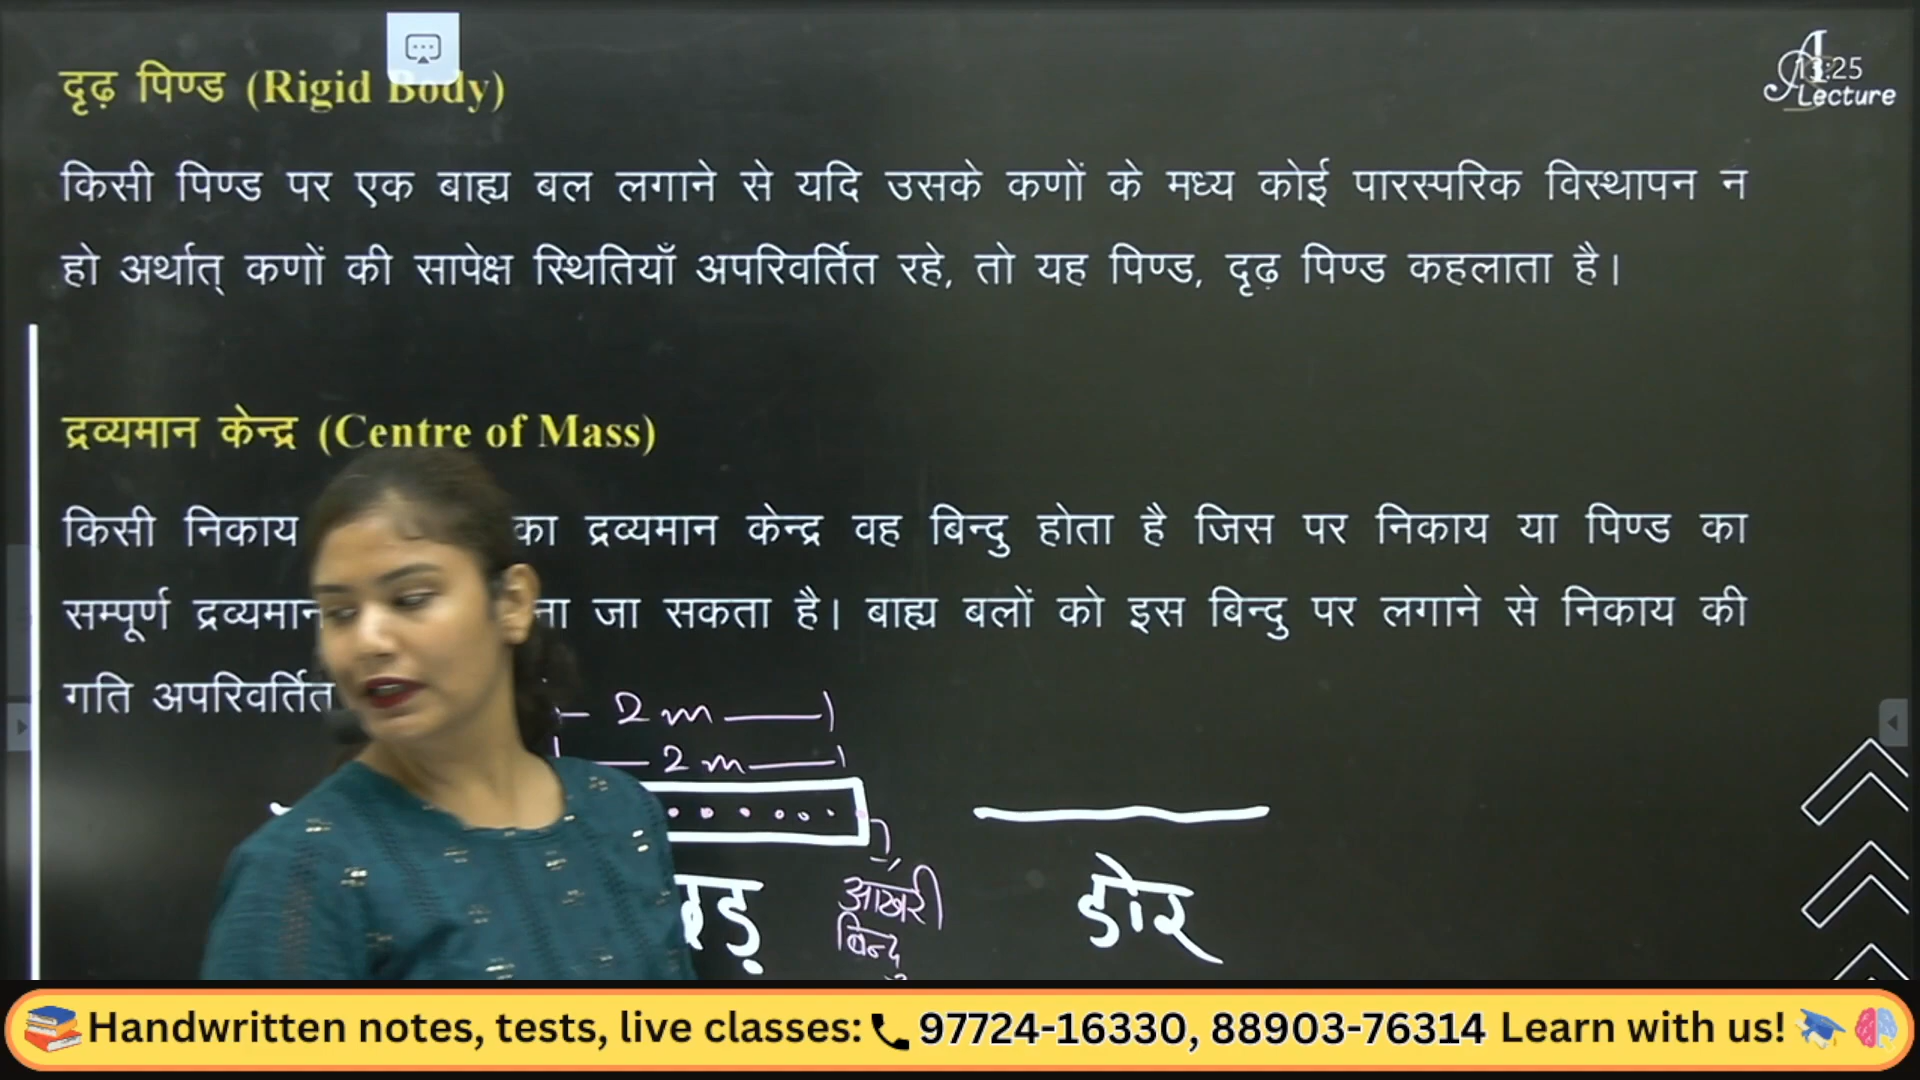 दृढ़ पिण्ड (Rigid Body)
13:25
Lecture
किसी पिण्ड पर एक बाह्य बल लगाने से यदि उसके कणों के मध्य कोई पारस्परिक विस्थापन न
हो अर्थात् कणों की सापेक्ष स्थितियाँ अपरिवर्तित रहे, तो यह पिण्ड, दृढ़ पिण्ड कहलाता है।
द्रव्यमान केन्द्र (Centre of Mass)
किसी निकाय का द्रव्यमान केन्द्र वह बिन्दु होता है जिस पर निकाय या पिण्ड का
सम्पूर्ण द्रव्यमान जा सकता है। बाह्य बलों को इस बिन्दु पर लगाने से निकाय की
गति अपरिवर्तित
2 m
2 m
आखरी
बिन्दु
डोर
Handwritten notes, tests, live classes: 97724-16330, 88903-76314 Learn with us!